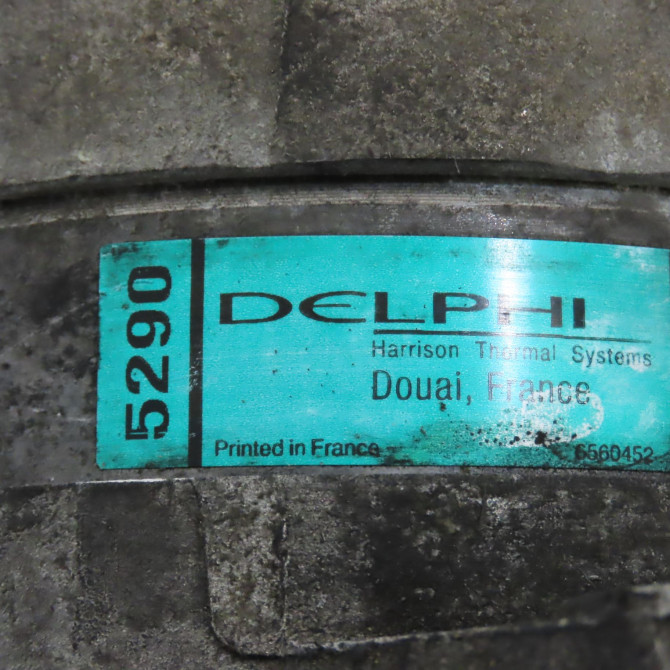 5290
DELPHI
Harrison Thermal Systems
Douai, France
Printed in France
6560452